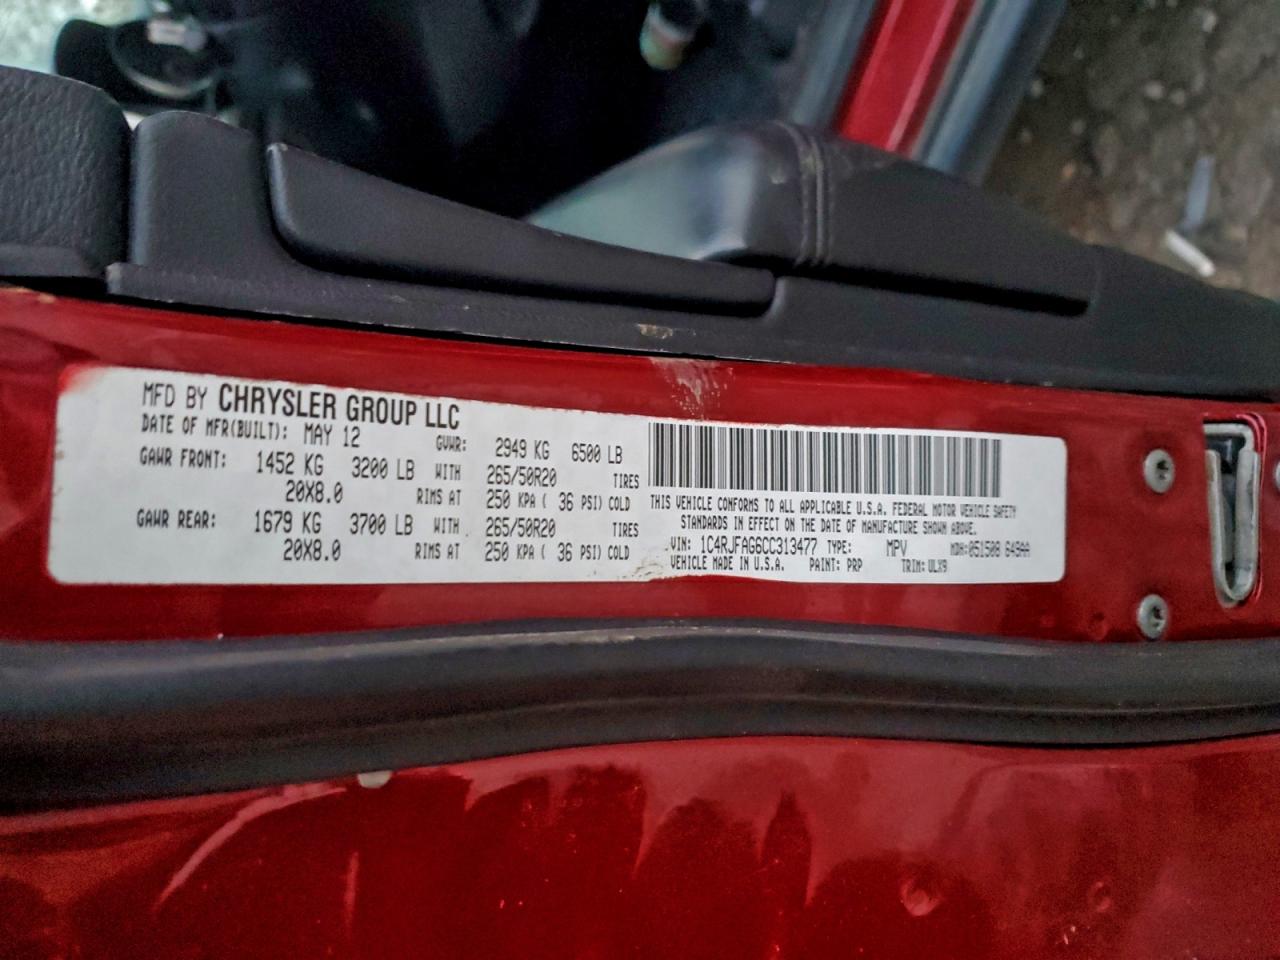 MFD BY CHRYSLER GROUP LLC
DATE OF MFR(BUILT): MAY 12 GVWR: 2949 KG 6500 LB
GAWR FRONT: 1452 KG 3200 LB WITH 265/50R20 TIRES
20X8.0 RIMS AT 250 KPA ( 36 PSI) COLD
GAWR REAR: 1679 KG 3700 LB WITH 265/50R20 TIRES
20X8.0 RIMS AT 250 KPA ( 36 PSI) COLD
THIS VEHICLE CONFORMS TO ALL APPLICABLE U.S.A. FEDERAL MOTOR VEHICLE SAFETY
STANDARDS IN EFFECT ON THE DATE OF MANUFACTURE SHOWN ABOVE.
VIN: 1C4RJFAG6CC313477 TYPE: MPV MDH:051508 649AA
VEHICLE MADE IN U.S.A. PAINT: PRP TRIM: ULX9